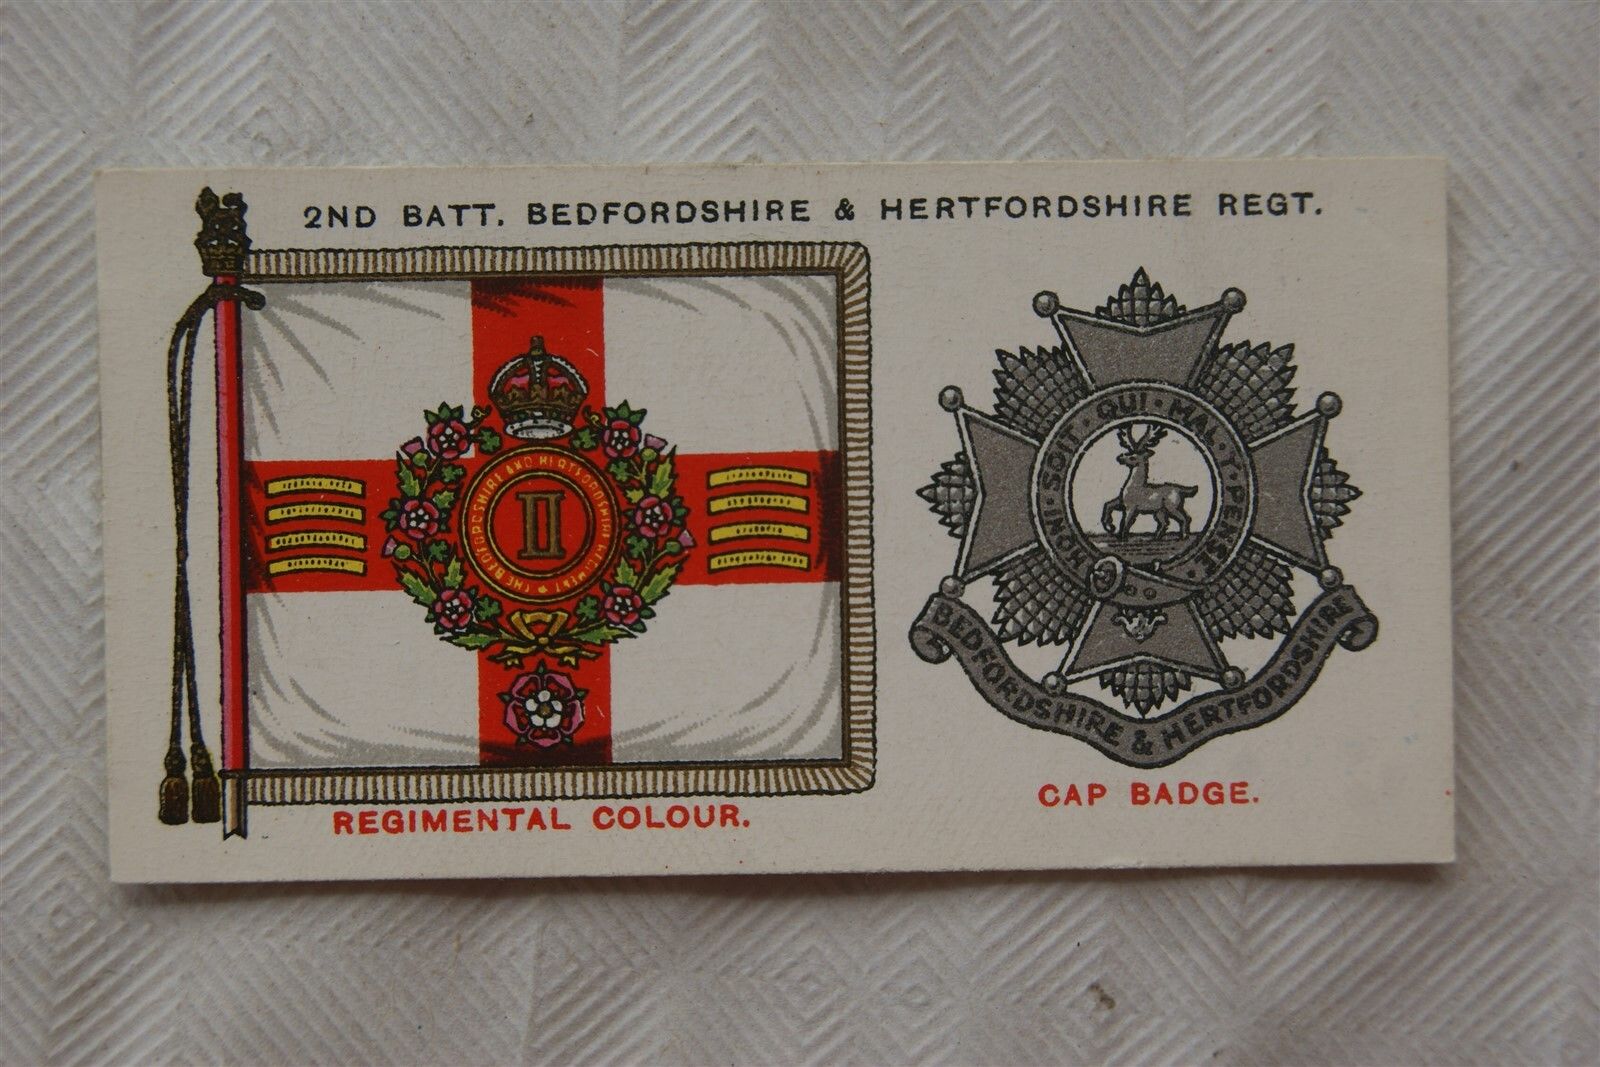 2ND BATT. BEDFORDSHIRE & HERTFORDSHIRE REGT.
THE BEDFORDSHIRE AND HERTFORDSHIRE REGIMENT
II
HONI · SOIT · QUI · MAL · Y · PENSE ·
BEDFORDSHIRE & HERTFORDSHIRE
REGIMENTAL COLOUR.
CAP BADGE.